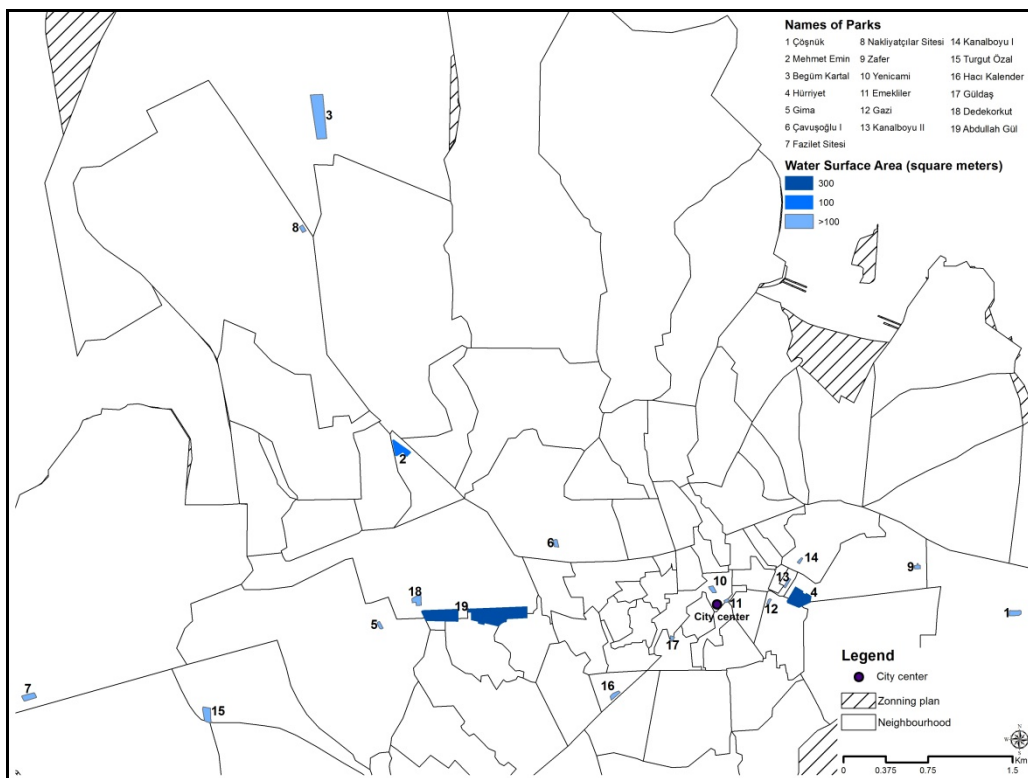 Names of Parks
1 Çöşnük 8 Nakliyatçılar Sitesi 14 Kanalboyu I
2 Mehmet Emin 9 Zafer 15 Turgut Özal
3 Begüm Kartal 10 Yenicami 16 Hacı Kalender
4 Hürriyet 11 Emekliler 17 Güldaş
5 Gima 12 Gazi 18 Dedekorkut
6 Çavuşoğlu I 13 Kanalboyu II 19 Abdullah Gül
7 Fazilet Sitesi
Water Surface Area (square meters)
300
100
>100
3
8
2
6
14
9
10
13
18
11
12
4
19
City center
1
5
17
7
16
15
Legend
City center
Zonning plan
Neighbourhood
N
W E
S
Km
0 0.375 0.75 1.5